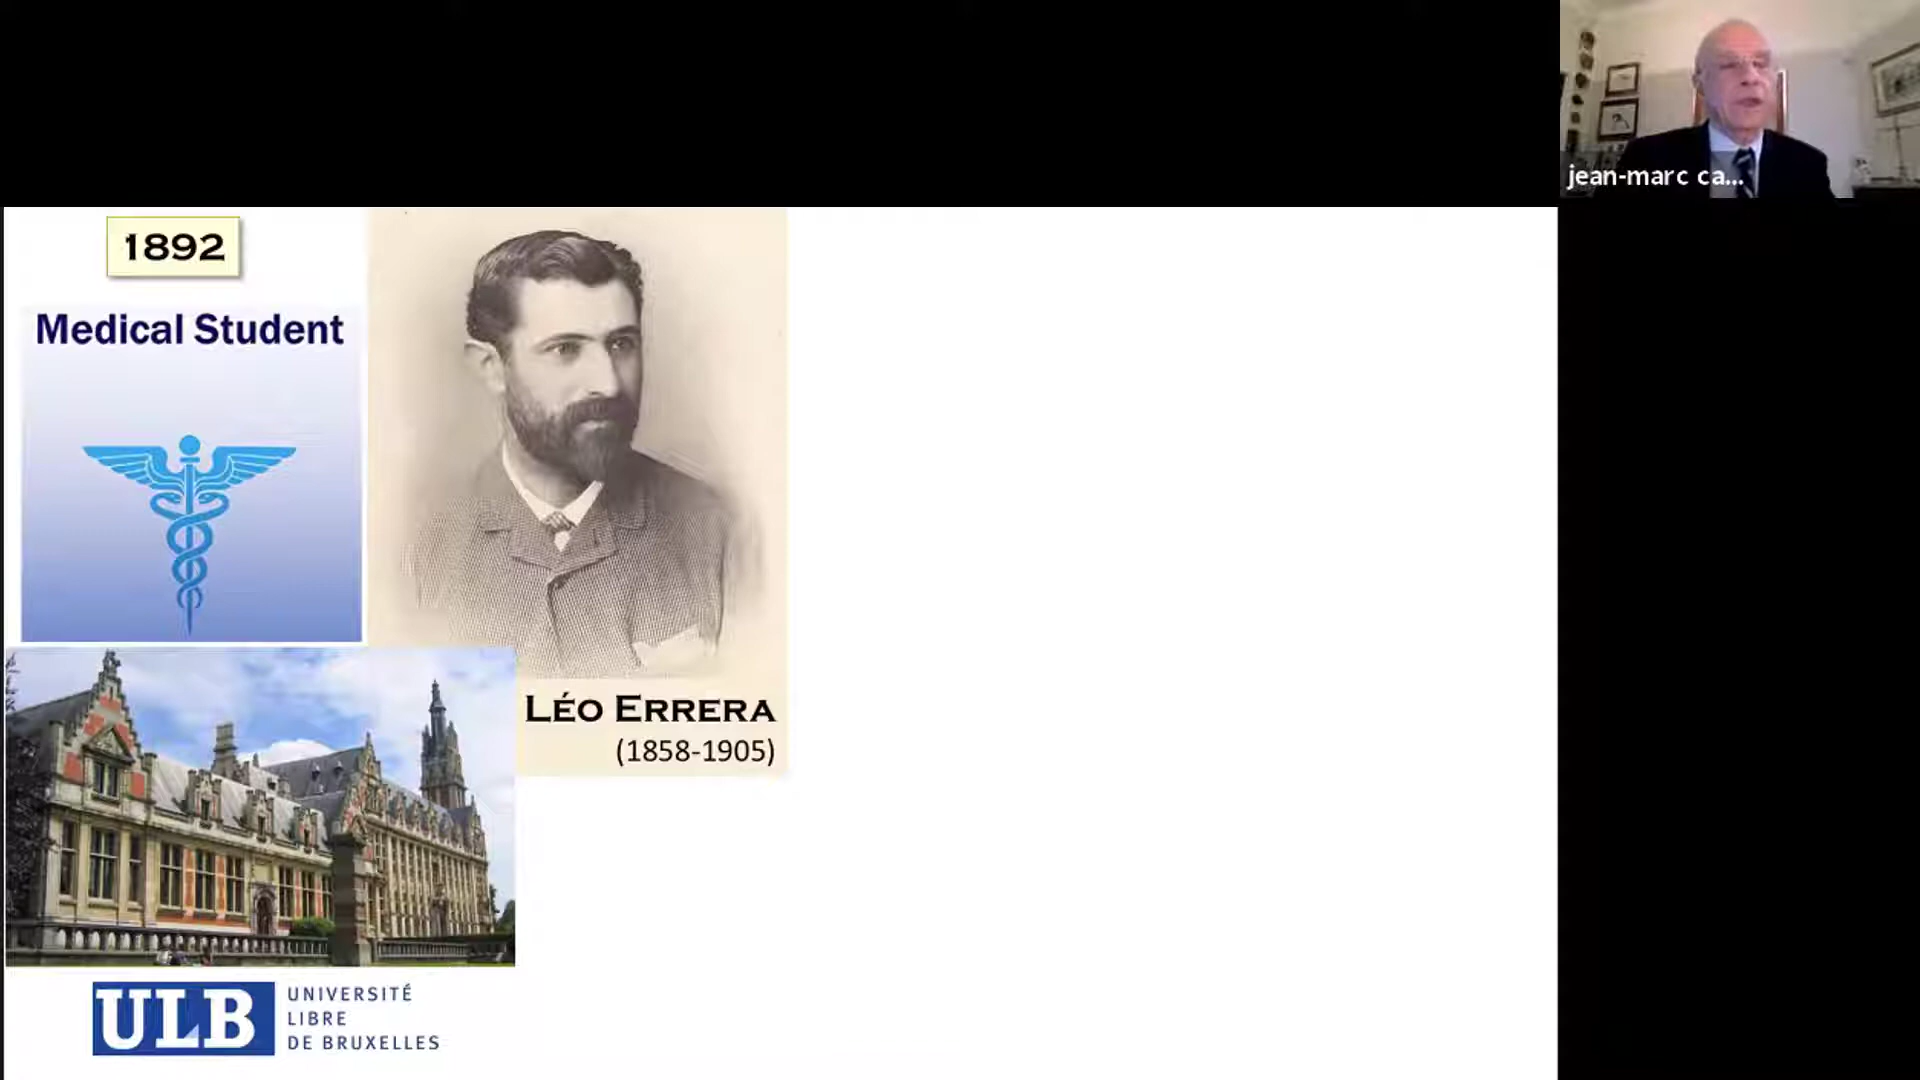 jean-marc ca...
1892
Medical Student
LÉO ERRERA
(1858-1905)
ULB
UNIVERSITÉ
LIBRE
DE BRUXELLES